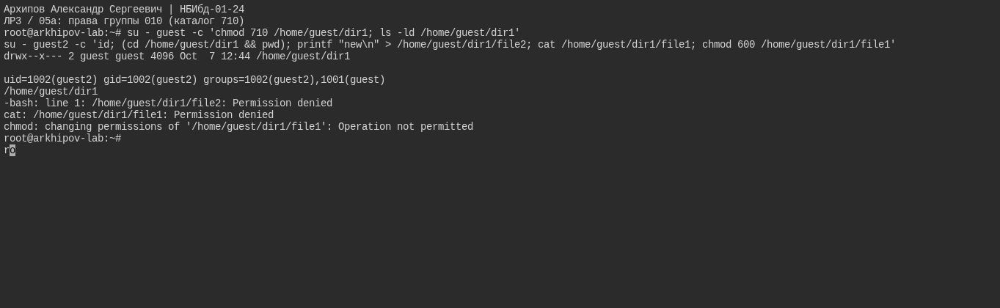 Архипов Александр Сергеевич | НБИбд-01-24
ЛР3 / 05a: права группы 010 (каталог 710)
root@arkhipov-lab:~# su - guest -c 'chmod 710 /home/guest/dir1; ls -ld /home/guest/dir1'
su - guest2 -c 'id; (cd /home/guest/dir1 && pwd); printf "new\n" > /home/guest/dir1/file2; cat /home/guest/dir1/file1; chmod 600 /home/guest/dir1/file1'
drwx--x--- 2 guest guest 4096 Oct  7 12:44 /home/guest/dir1
uid=1002(guest2) gid=1002(guest2) groups=1002(guest2),1001(guest)
/home/guest/dir1
-bash: line 1: /home/guest/dir1/file2: Permission denied
cat: /home/guest/dir1/file1: Permission denied
chmod: changing permissions of '/home/guest/dir1/file1': Operation not permitted
root@arkhipov-lab:~#
ro